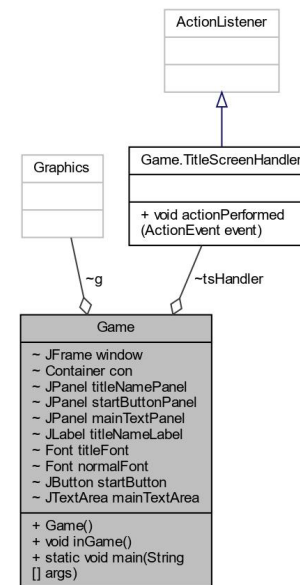 ActionListener
Graphics
Game.TitleScreenHandler
+ void actionPerformed
(ActionEvent event)
~g
~tsHandler
Game
~ JFrame window
~ Container con
~ JPanel titleNamePanel
~ JPanel startButtonPanel
~ JPanel mainTextPanel
~ JLabel titleNameLabel
~ Font titleFont
~ Font normalFont
~ JButton startButton
~ JTextArea mainTextArea
+ Game()
+ void inGame()
+ static void main(String
[] args)